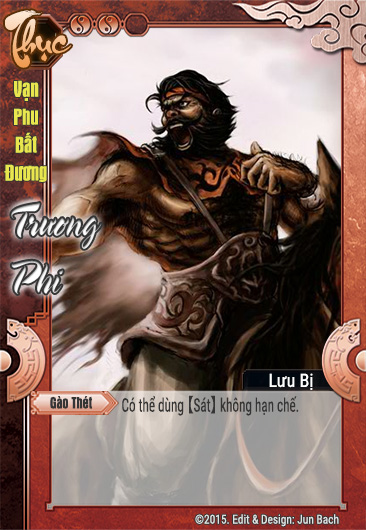 Thục
Vạn
Phu
Bất
Đương
Trương
Phi
Lưu Bị
Gào Thét
Có thể dùng【Sát】không hạn chế.
©2015. Edit & Design: Jun Bach